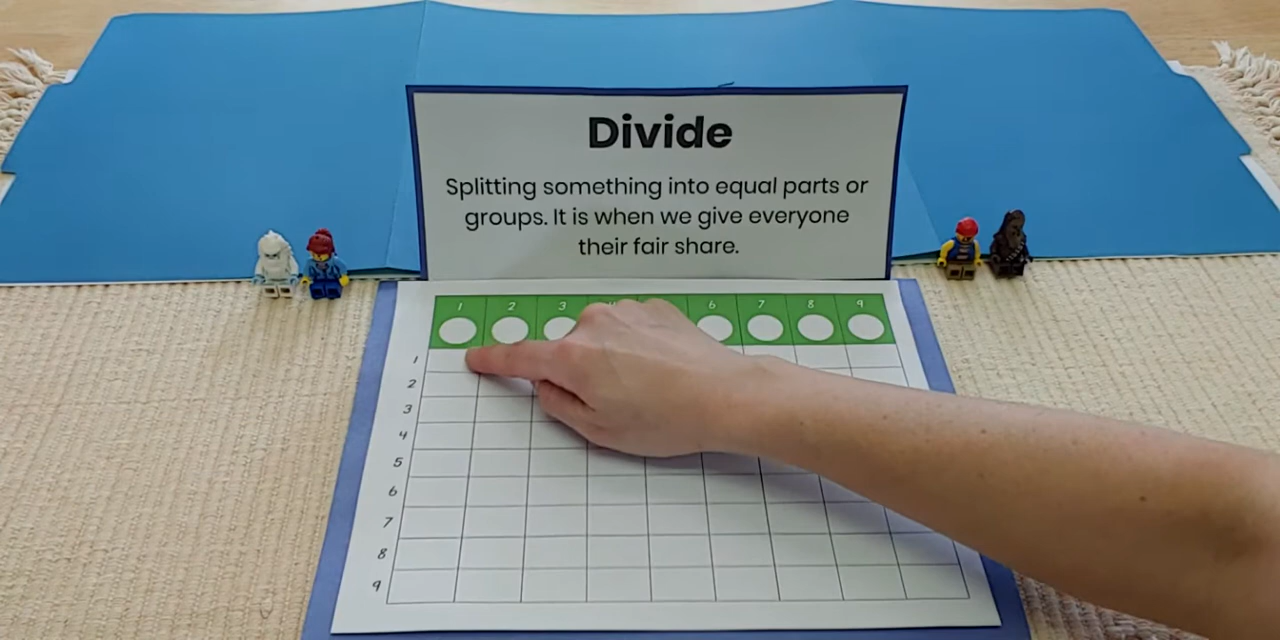 Divide
Splitting something into equal parts or
groups. It is when we give everyone
their fair share.
1 2 3 6 7 8 9
1
2
3
4
5
6
7
8
9